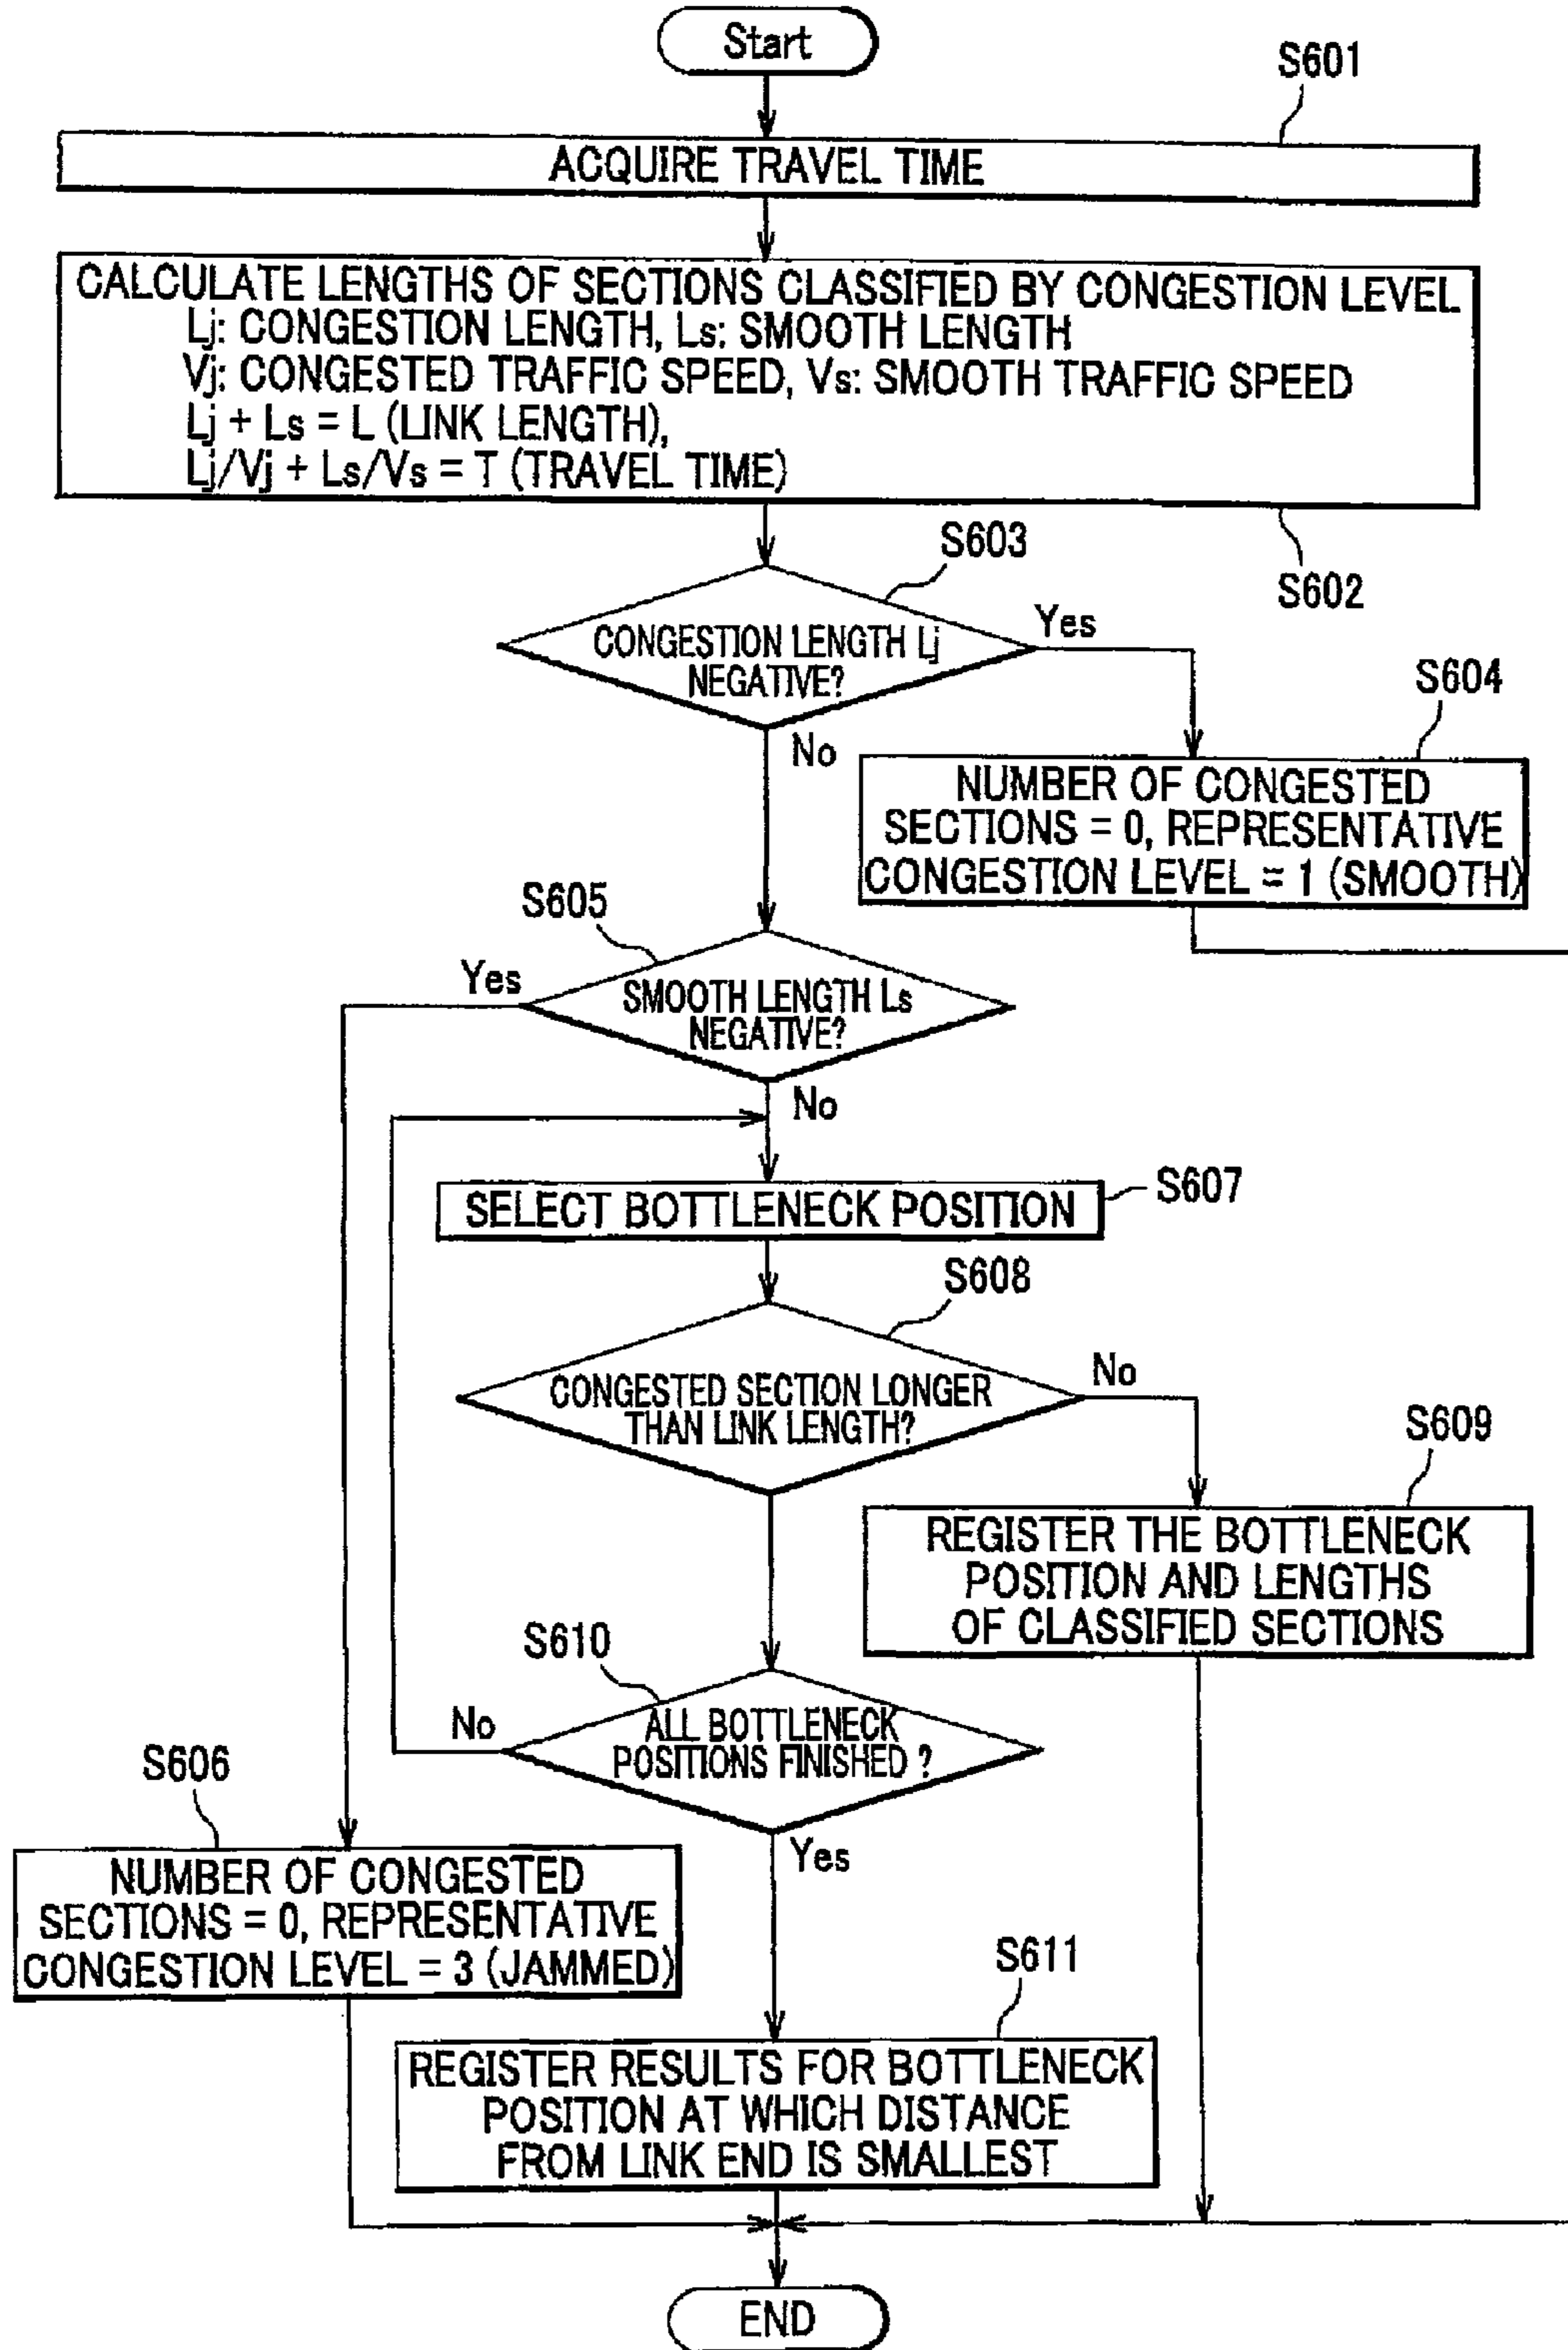 Start
S601
ACQUIRE TRAVEL TIME
CALCULATE LENGTHS OF SECTIONS CLASSIFIED BY CONGESTION LEVEL
Lj: CONGESTION LENGTH, Ls: SMOOTH LENGTH
Vj: CONGESTED TRAFFIC SPEED, Vs: SMOOTH TRAFFIC SPEED
Lj + Ls = L (LINK LENGTH),
Lj/Vj + Ls/Vs = T (TRAVEL TIME)
S602
S603
CONGESTION LENGTH Lj
NEGATIVE?
Yes
No
S604
NUMBER OF CONGESTED
SECTIONS = 0, REPRESENTATIVE
CONGESTION LEVEL = 1 (SMOOTH)
S605
Yes
SMOOTH LENGTH Ls
NEGATIVE?
No
SELECT BOTTLENECK POSITION
S607
S608
CONGESTED SECTION LONGER
THAN LINK LENGTH?
No
S609
REGISTER THE BOTTLENECK
POSITION AND LENGTHS
OF CLASSIFIED SECTIONS
S610
No
ALL BOTTLENECK
POSITIONS FINISHED ?
Yes
S606
NUMBER OF CONGESTED
SECTIONS = 0, REPRESENTATIVE
CONGESTION LEVEL = 3 (JAMMED)
S611
REGISTER RESULTS FOR BOTTLENECK
POSITION AT WHICH DISTANCE
FROM LINK END IS SMALLEST
END